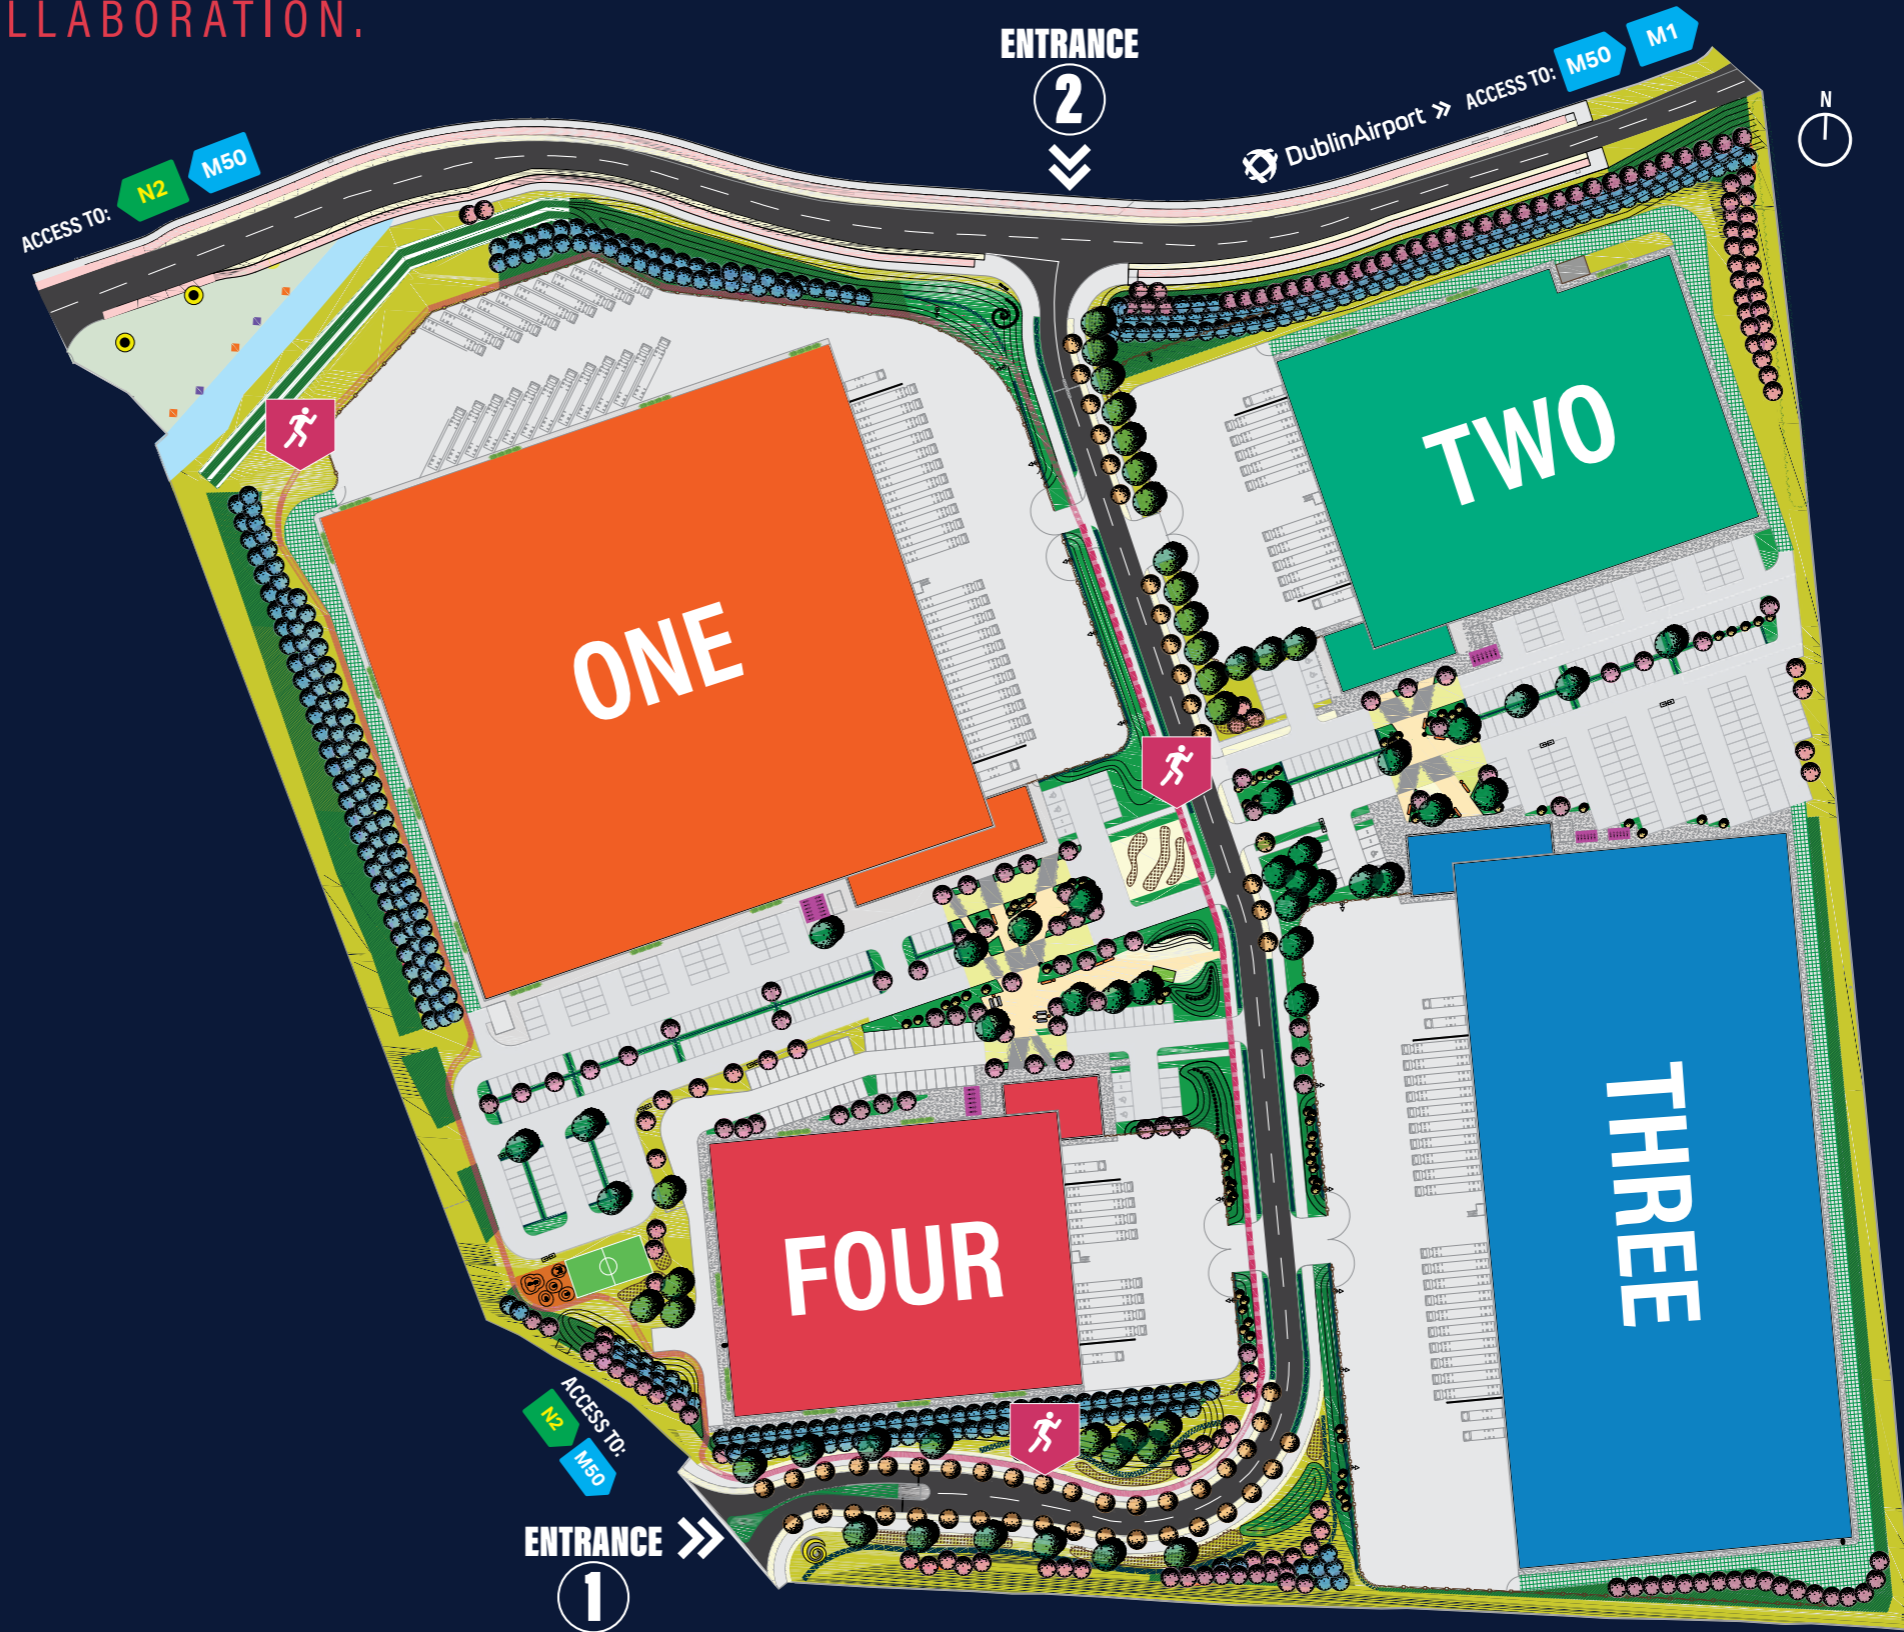 LLABORATION.
ENTRANCE
2
ACCESS TO: N2 M50
DublinAirport » ACCESS TO: M50 M1
N
ONE
TWO
THREE
FOUR
ACCESS TO:
N2
M50
ENTRANCE »
1